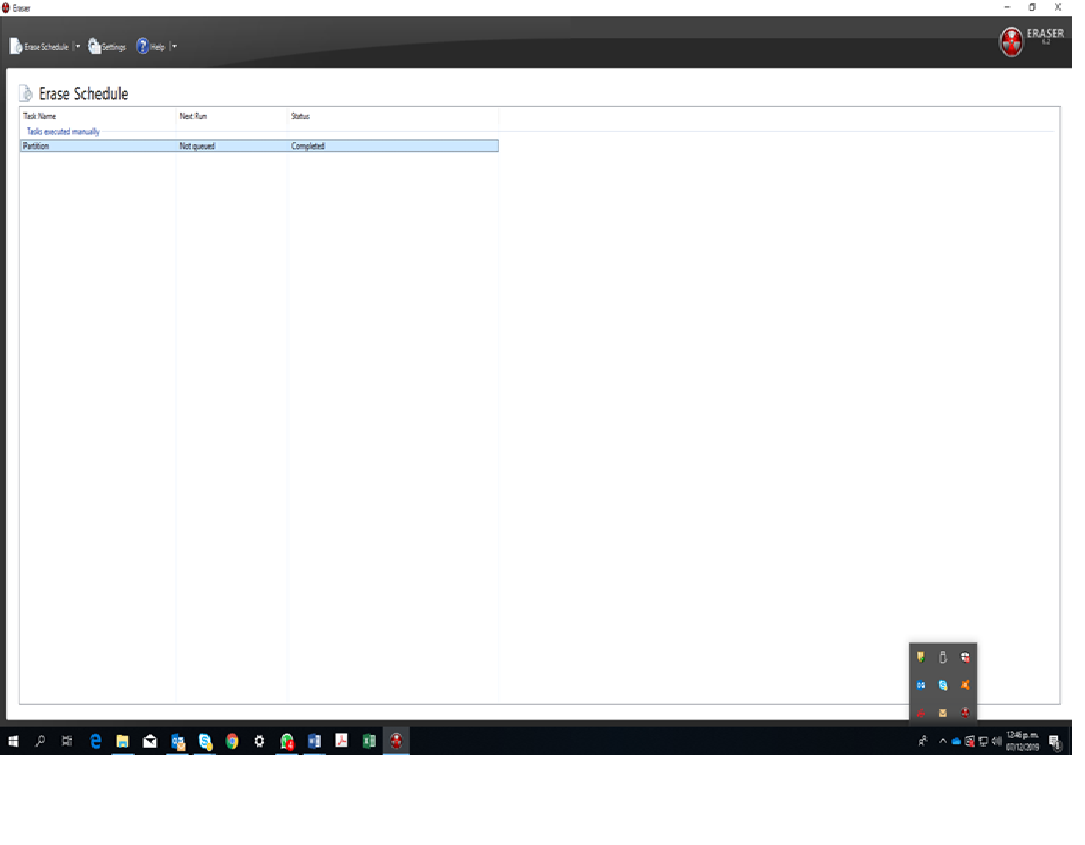 Eraser
Erase Schedule
Settings
Help
ERASER
6.2
Erase Schedule
Task Name Next Run Status
Tasks executed manually
Partition Not queued Completed
12:46 p. m.
07/12/2019